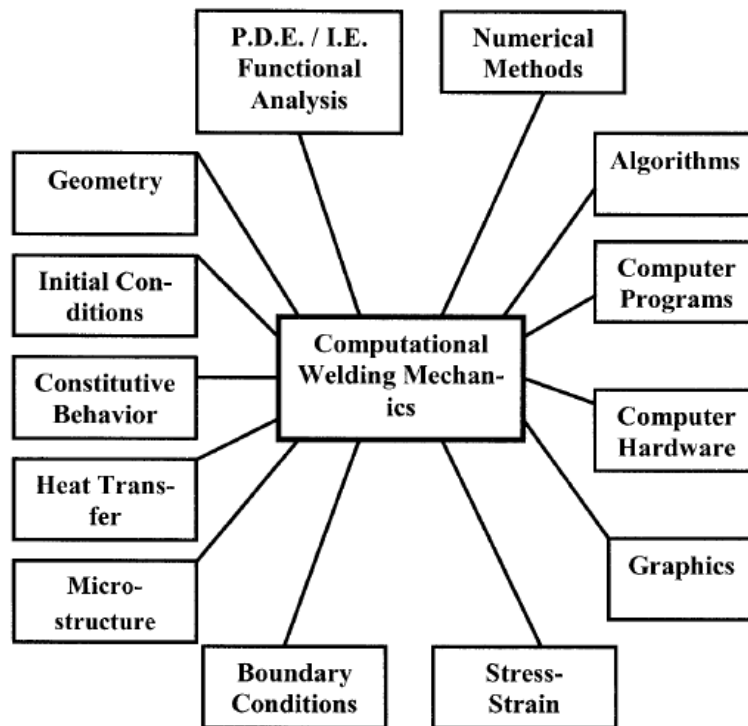 P.D.E. / I.E.
Functional
Analysis
Numerical
Methods
Geometry
Algorithms
Initial Con-
ditions
Computer
Programs
Computational
Welding Mechan-
ics
Constitutive
Behavior
Computer
Hardware
Heat Trans-
fer
Graphics
Micro-
structure
Boundary
Conditions
Stress-
Strain